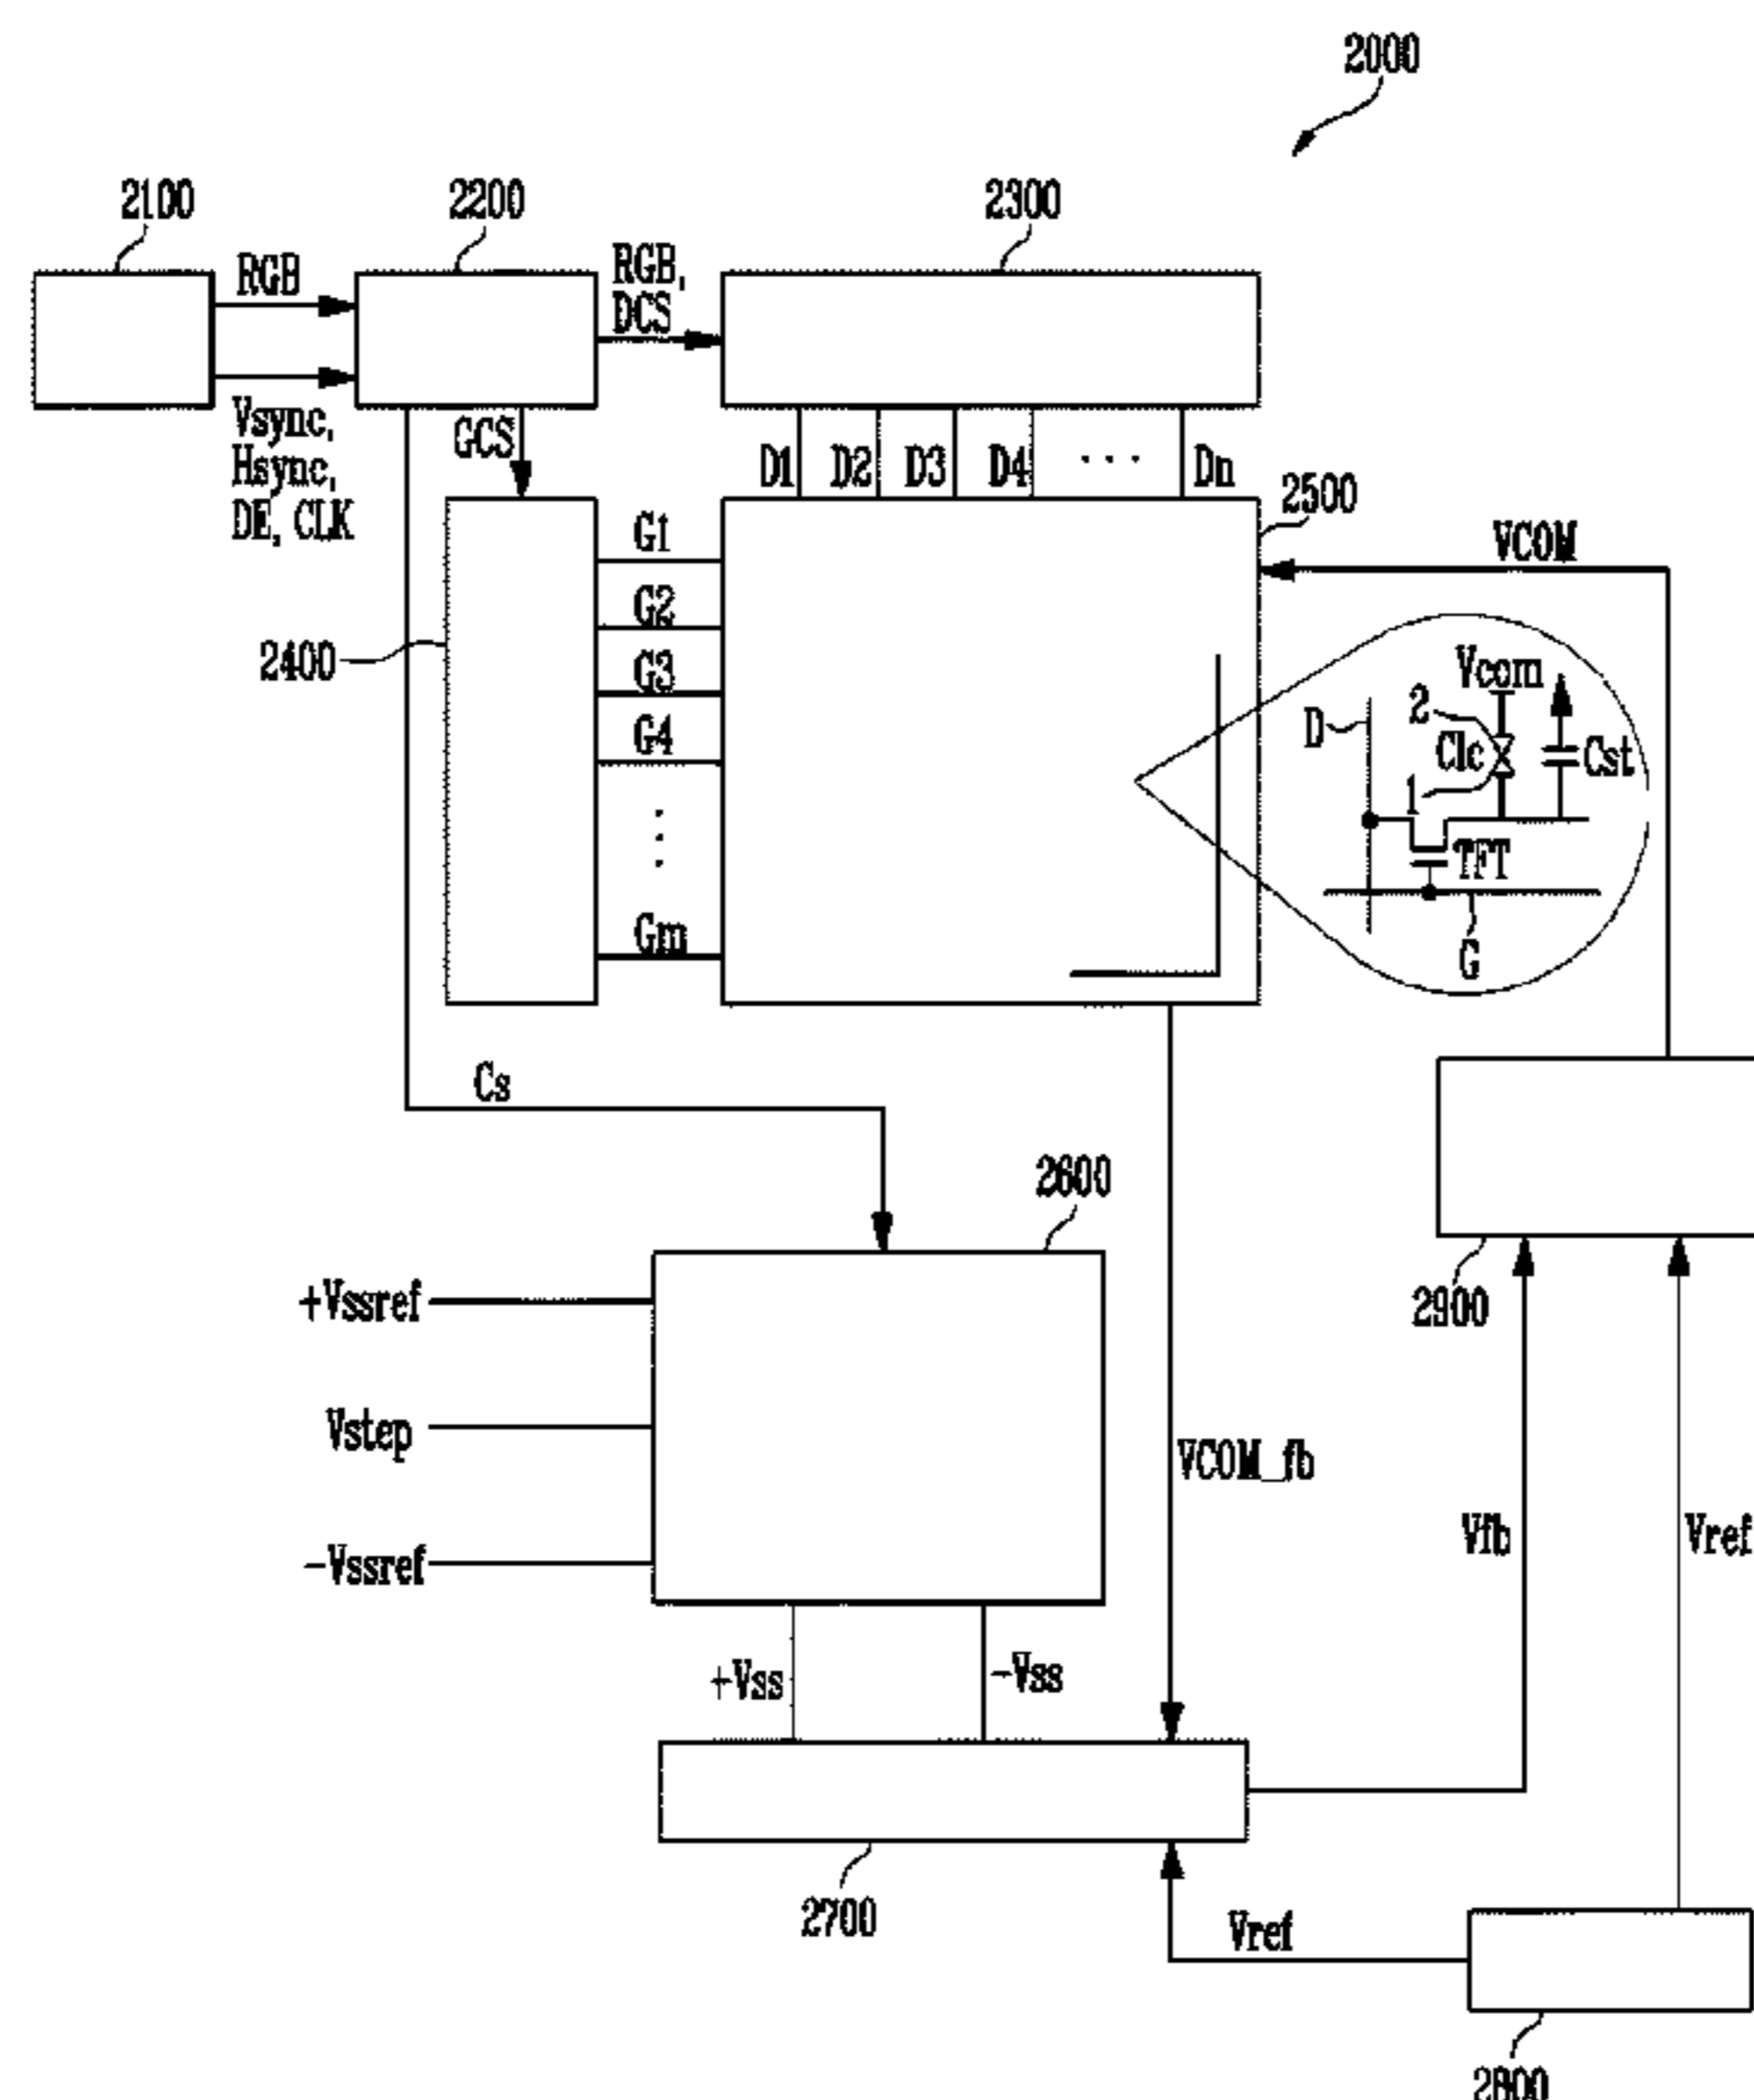 2000
2100
2200
2300
RGB
RGB,
DCS
Vsync,
Hsync,
DE, CLK
GCS
D1
D2
D3
D4
. . .
Dn
2500
G1
G2
G3
G4
Gm
2400
VCOM
Vcom
2
D
Clc
Cst
1
TFT
G
Cs
2600
2900
+Vssref
Vstep
-Vssref
VCOM_fb
Vfb
Vref
+Vss
-Vss
2700
Vref
2800